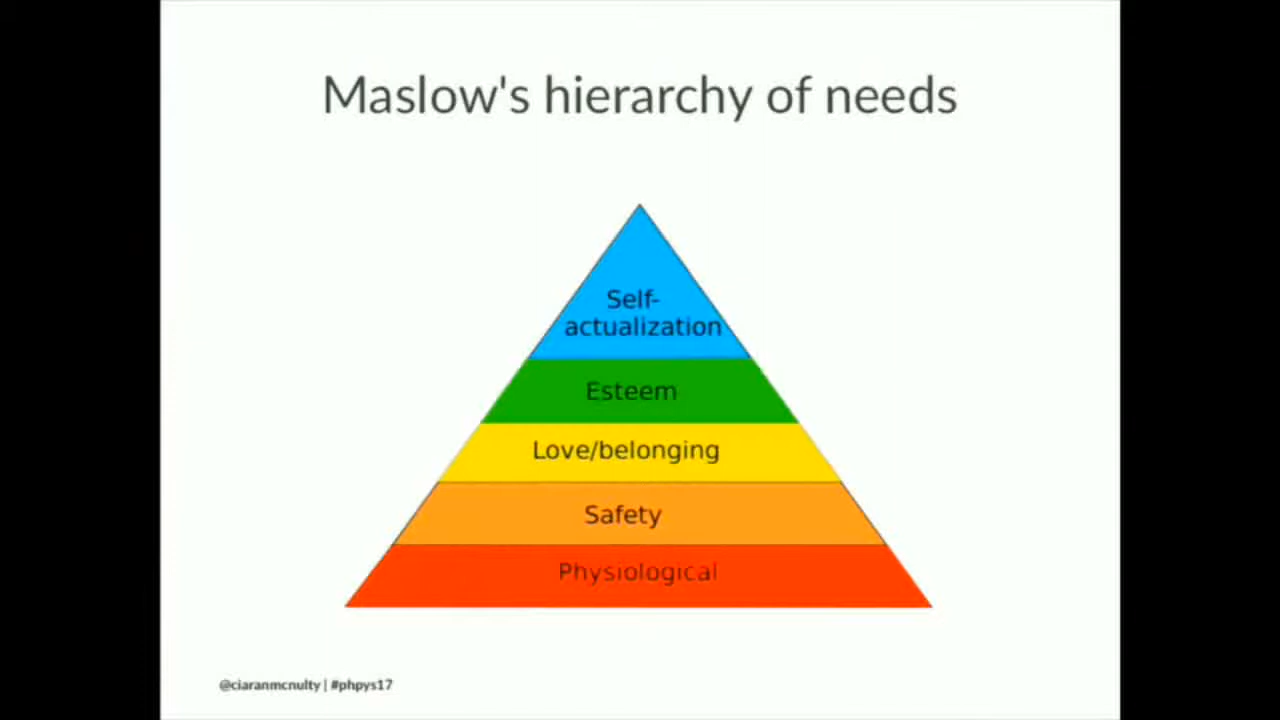 Maslow's hierarchy of needs
Self-
actualization
Esteem
Love/belonging
Safety
Physiological
@ciaranmcnulty | #phpys17